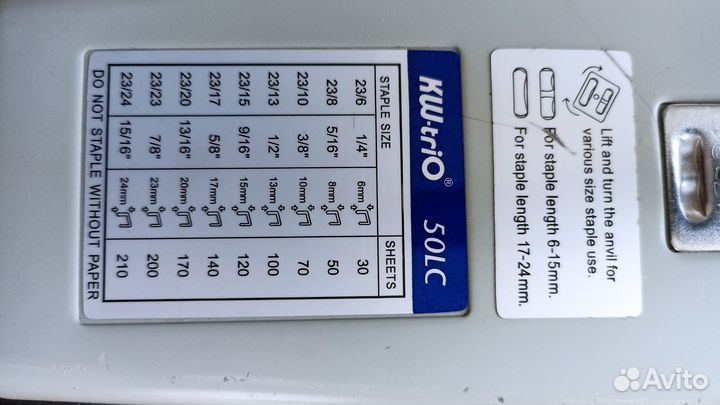 KW-triO® 50LC
STAPLE SIZE SHEETS
23/6 1/4" 6mm 30
23/8 5/16" 8mm 50
23/10 3/8" 10mm 70
23/13 1/2" 13mm 100
23/15 9/16" 15mm 120
23/17 5/8" 17mm 140
23/20 13/16" 20mm 170
23/23 7/8" 23mm 200
23/24 15/16" 24mm 210
DO NOT STAPLE WITHOUT PAPER
Lift and turn the anvil for
various size staple use.
For staple length 6-15mm.
For staple length 17-24mm.
Avito